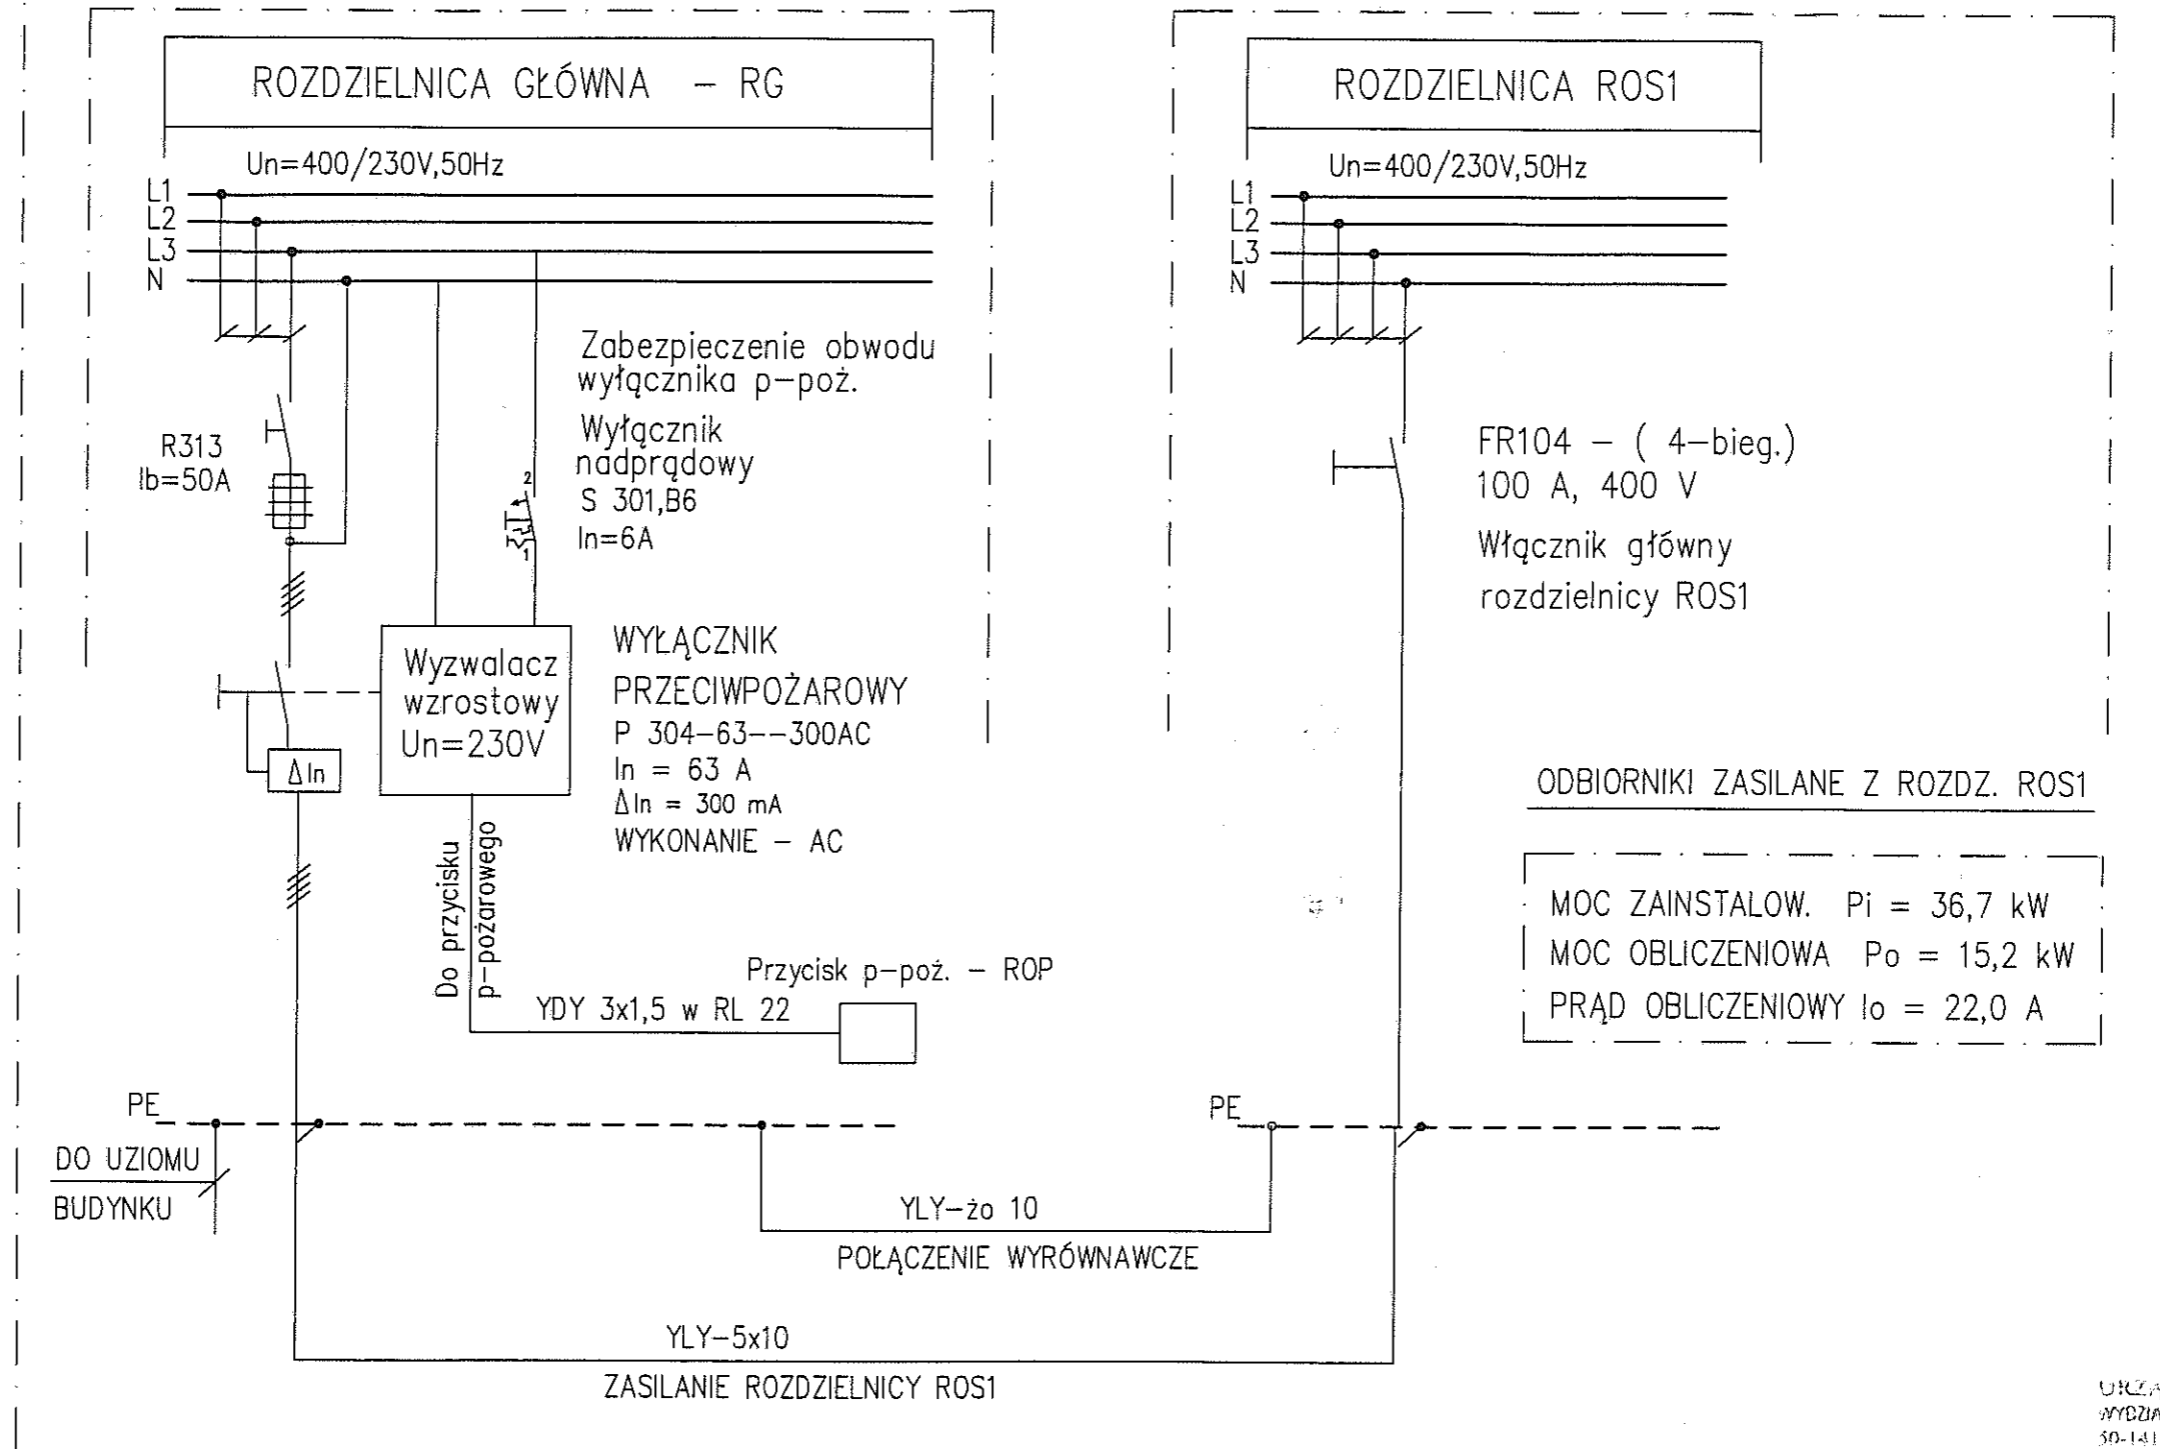 ROZDZIELNICA GŁÓWNA – RG
Un=400/230V,50Hz
L1
L2
L3
N
Zabezpieczenie obwodu
wyłącznika p-poż.
Wyłącznik
nadprądowy
S 301,B6
In=6A
2
1
R313
Ib=50A
Wyzwalacz
wzrostowy
Un=230V
WYŁĄCZNIK
PRZECIWPOŻAROWY
P 304-63--300AC
In = 63 A
ΔIn = 300 mA
WYKONANIE – AC
ΔIn
Do przycisku
p-pożarowego
Przycisk p-poż. – ROP
YDY 3x1,5 w RL 22
PE
DO UZIOMU
BUDYNKU
YLY-żo 10
POŁĄCZENIE WYRÓWNAWCZE
YLY-5x10
ZASILANIE ROZDZIELNICY ROS1
ROZDZIELNICA ROS1
Un=400/230V,50Hz
L1
L2
L3
N
FR104 – ( 4-bieg.)
100 A, 400 V
Włącznik główny
rozdzielnicy ROS1
ODBIORNIKI ZASILANE Z ROZDZ. ROS1
MOC ZAINSTALOW. Pi = 36,7 kW
MOC OBLICZENIOWA Po = 15,2 kW
PRĄD OBLICZENIOWY Io = 22,0 A
PE